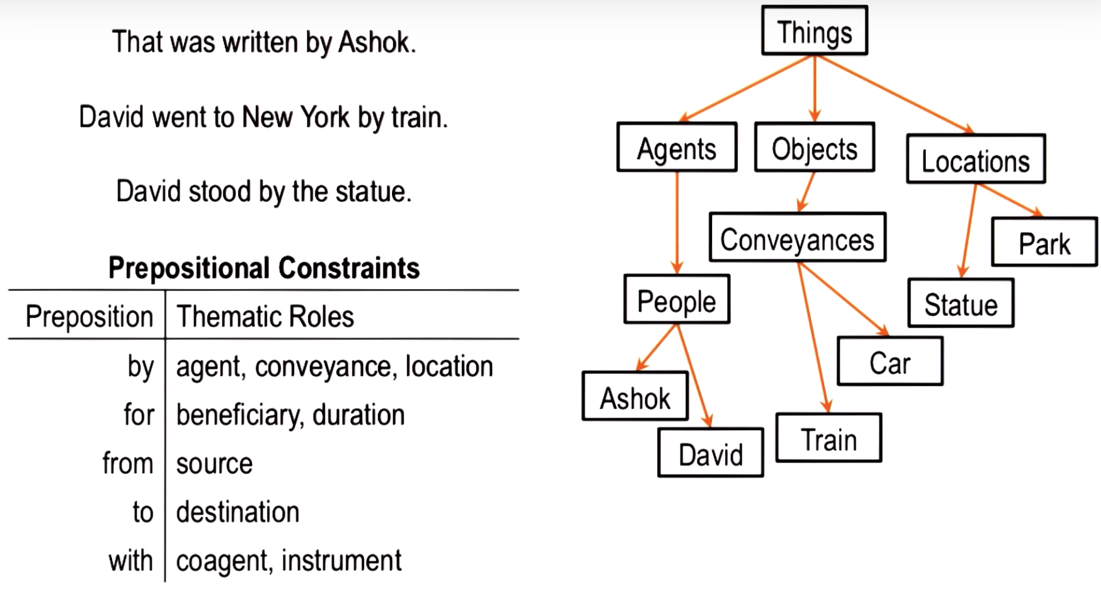 That was written by Ashok.
David went to New York by train.
David stood by the statue.
Prepositional Constraints
Preposition Thematic Roles
by agent, conveyance, location
for beneficiary, duration
from source
to destination
with coagent, instrument
Things
Agents
Objects
Locations
Conveyances
Park
People
Statue
Car
Ashok
Train
David